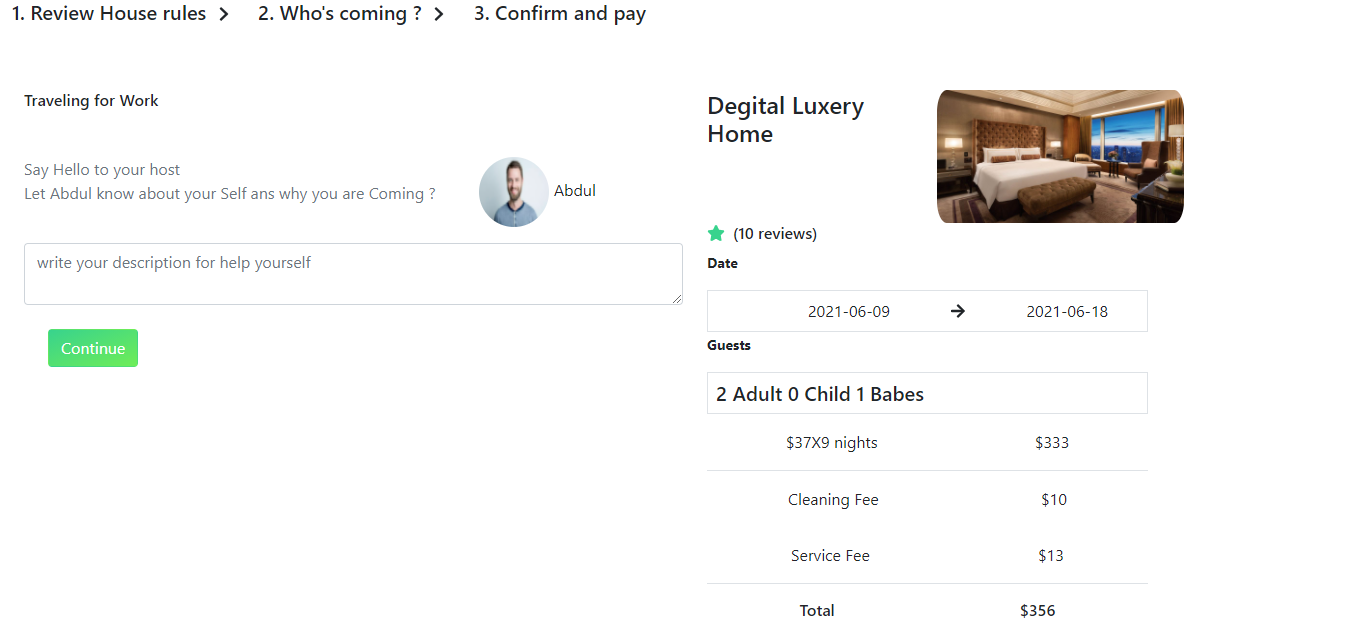 1. Review House rules
2. Who's coming ?
3. Confirm and pay
Traveling for Work
Say Hello to your host
Let Abdul know about your Self ans why you are Coming ?
Abdul
write your description for help yourself
Continue
Degital Luxery
Home
(10 reviews)
Date
2021-06-09 → 2021-06-18
Guests
2 Adult 0 Child 1 Babes
$37X9 nights $333
Cleaning Fee $10
Service Fee $13
Total $356